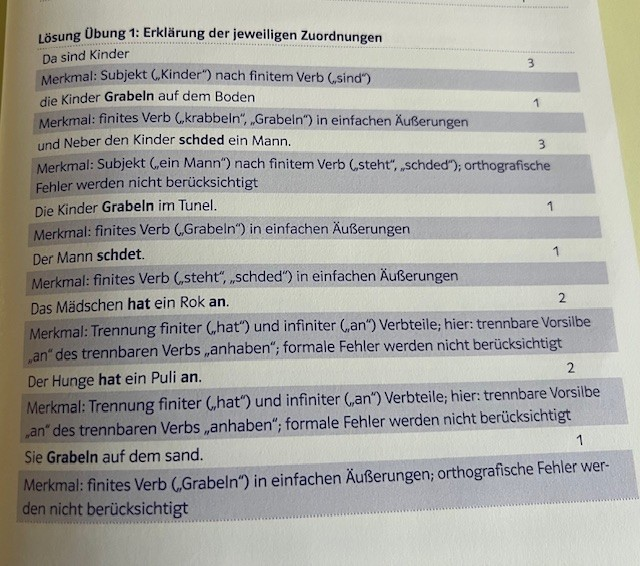 Lösung Übung 1: Erklärung der jeweiligen Zuordnungen
Da sind Kinder 3
Merkmal: Subjekt („Kinder“) nach finitem Verb („sind“)
die Kinder Grabeln auf dem Boden 1
Merkmal: finites Verb („krabbeln“, „Grabeln“) in einfachen Äußerungen
und Neber den Kinder schded ein Mann. 3
Merkmal: Subjekt („ein Mann“) nach finitem Verb („steht“, „schded“); orthografische
Fehler werden nicht berücksichtigt
Die Kinder Grabeln im Tunel. 1
Merkmal: finites Verb („Grabeln“) in einfachen Äußerungen
Der Mann schdet. 1
Merkmal: finites Verb („steht“, „schded“) in einfachen Äußerungen
Das Mädschen hat ein Rok an. 2
Merkmal: Trennung finiter („hat“) und infiniter („an“) Verbteile; hier: trennbare Vorsilbe
„an“ des trennbaren Verbs „anhaben“; formale Fehler werden nicht berücksichtigt
Der Hunge hat ein Puli an. 2
Merkmal: Trennung finiter („hat“) und infiniter („an“) Verbteile; hier: trennbare Vorsilbe
„an“ des trennbaren Verbs „anhaben“; formale Fehler werden nicht berücksichtigt
Sie Grabeln auf dem sand. 1
Merkmal: finites Verb („Grabeln“) in einfachen Äußerungen; orthografische Fehler wer-
den nicht berücksichtigt